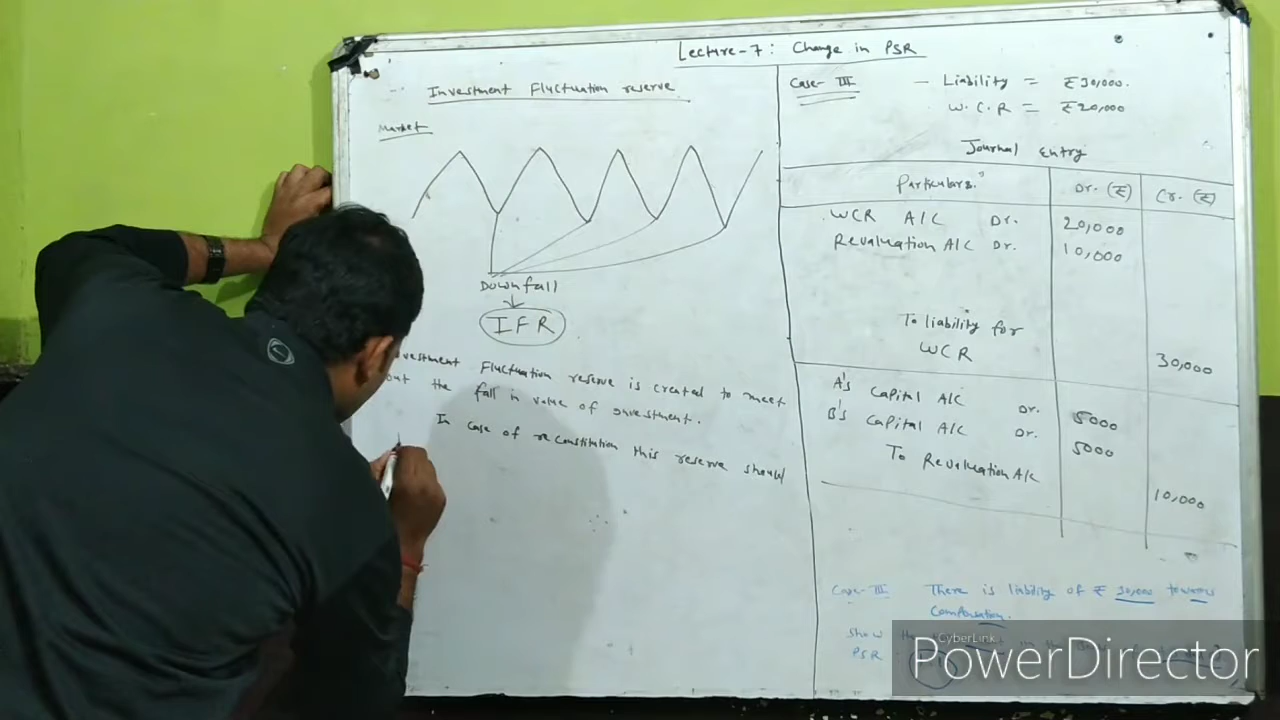 Lecture-7: Change in PSR
Investment Fluctuation reserve
Market
Downfall
IFR
Investment Fluctuation reserve is created to meet
out the fall in value of investment.
In case of reconstitution this reserve should
Case-III - Liability = ₹30,000.
W.C.R = ₹20,000
Journal Entry
Particulars. Dr. (₹) Cr. (₹)
WCR A/C Dr. 20,000
Revaluation A/C Dr. 10,000
To liability for
WCR 30,000
A's Capital A/C Dr. 5000
B's Capital A/C Dr. 5000
To Revaluation A/C
10,000
Case-III There is liability of ₹ 30,000 towards
Compensation.
Show the
PSR
CyberLink
PowerDirector